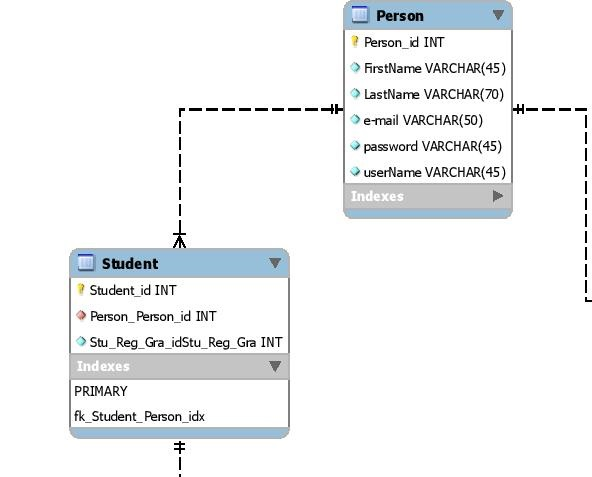 Person
Person_id INT
FirstName VARCHAR(45)
LastName VARCHAR(70)
e-mail VARCHAR(50)
password VARCHAR(45)
userName VARCHAR(45)
Indexes
Student
Student_id INT
Person_Person_id INT
Stu_Reg_Gra_idStu_Reg_Gra INT
Indexes
PRIMARY
fk_Student_Person_idx